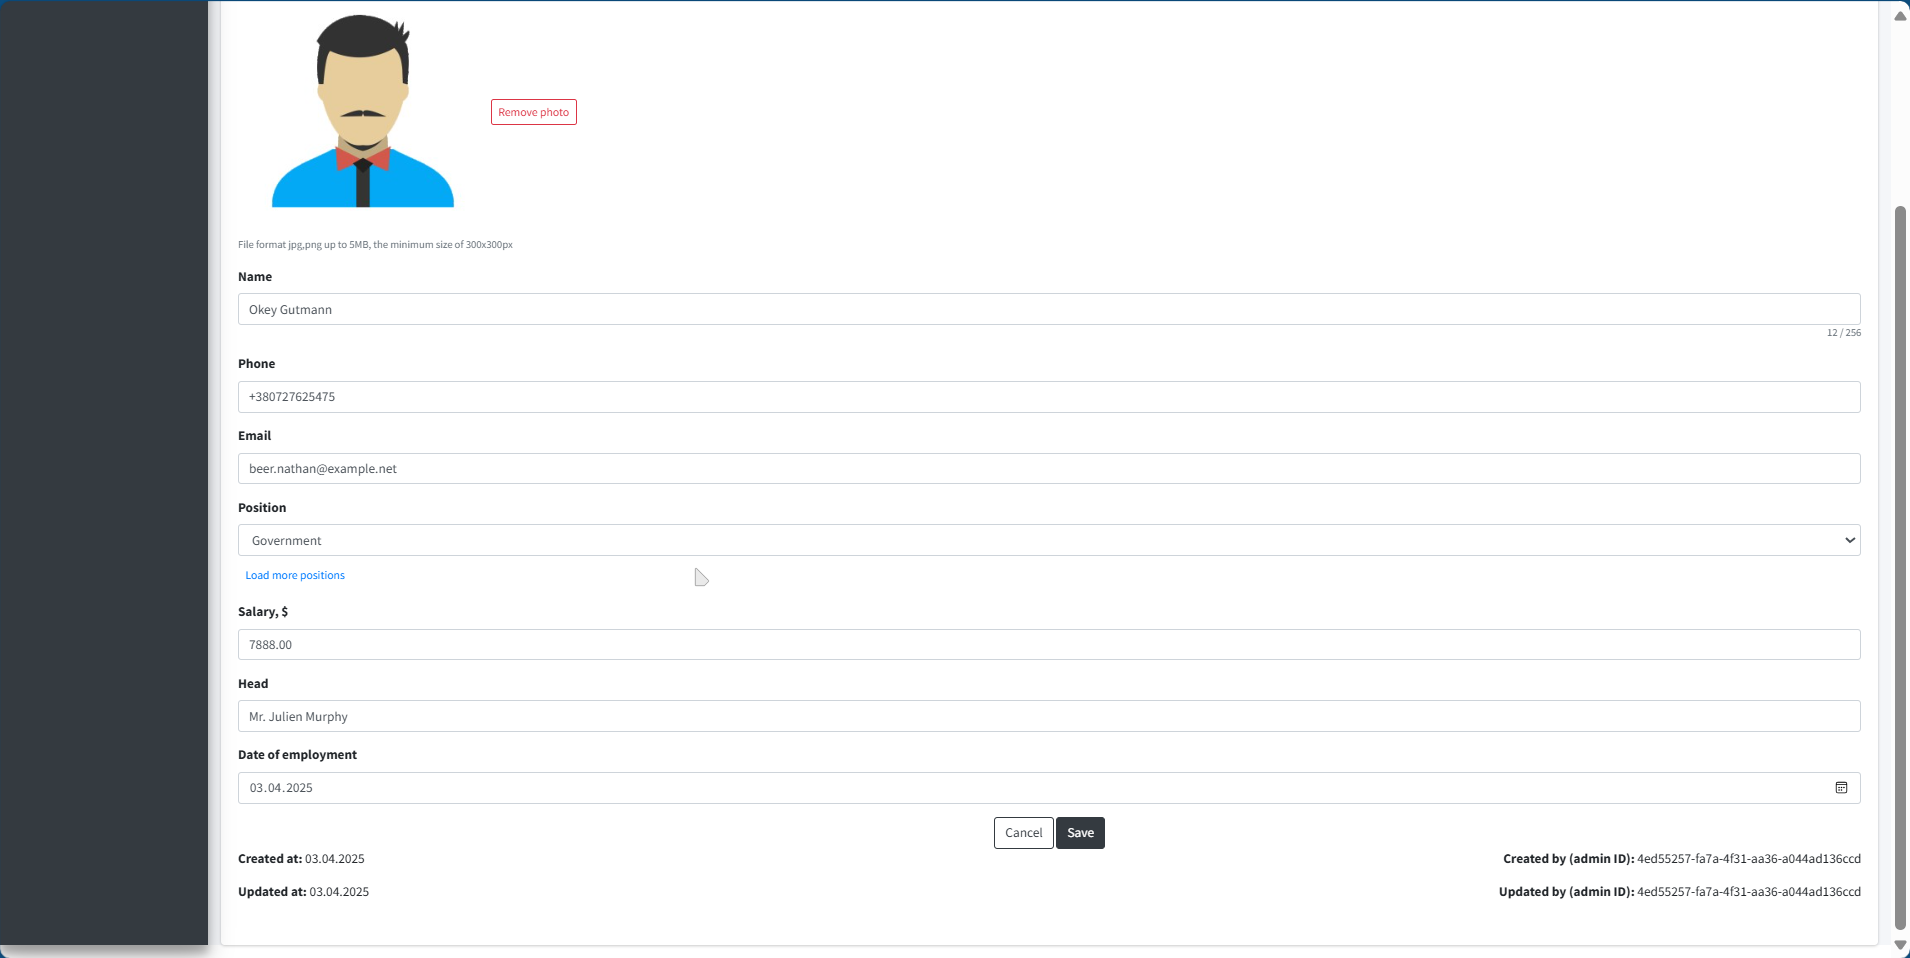 Remove photo
File format jpg,png up to 5MB, the minimum size of 300x300px
Name
Okey Gutmann
12 / 256
Phone
+380727625475
Email
beer.nathan@example.net
Position
Government
Load more positions
Salary, $
7888.00
Head
Mr. Julien Murphy
Date of employment
03.04.2025
Cancel Save
Created at: 03.04.2025 Created by (admin ID): 4ed55257-fa7a-4f31-aa36-a044ad136ccd
Updated at: 03.04.2025 Updated by (admin ID): 4ed55257-fa7a-4f31-aa36-a044ad136ccd